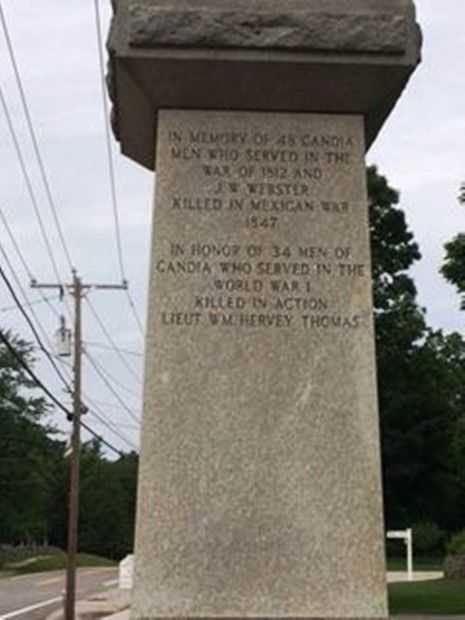 IN MEMORY OF 48 CANDIA
MEN WHO SERVED IN THE
WAR OF 1812 AND
J. W. WEBSTER
KILLED IN MEXICAN WAR
1847
IN HONOR OF 34 MEN OF
CANDIA WHO SERVED IN THE
WORLD WAR I
KILLED IN ACTION
LIEUT WM. HERVEY THOMAS